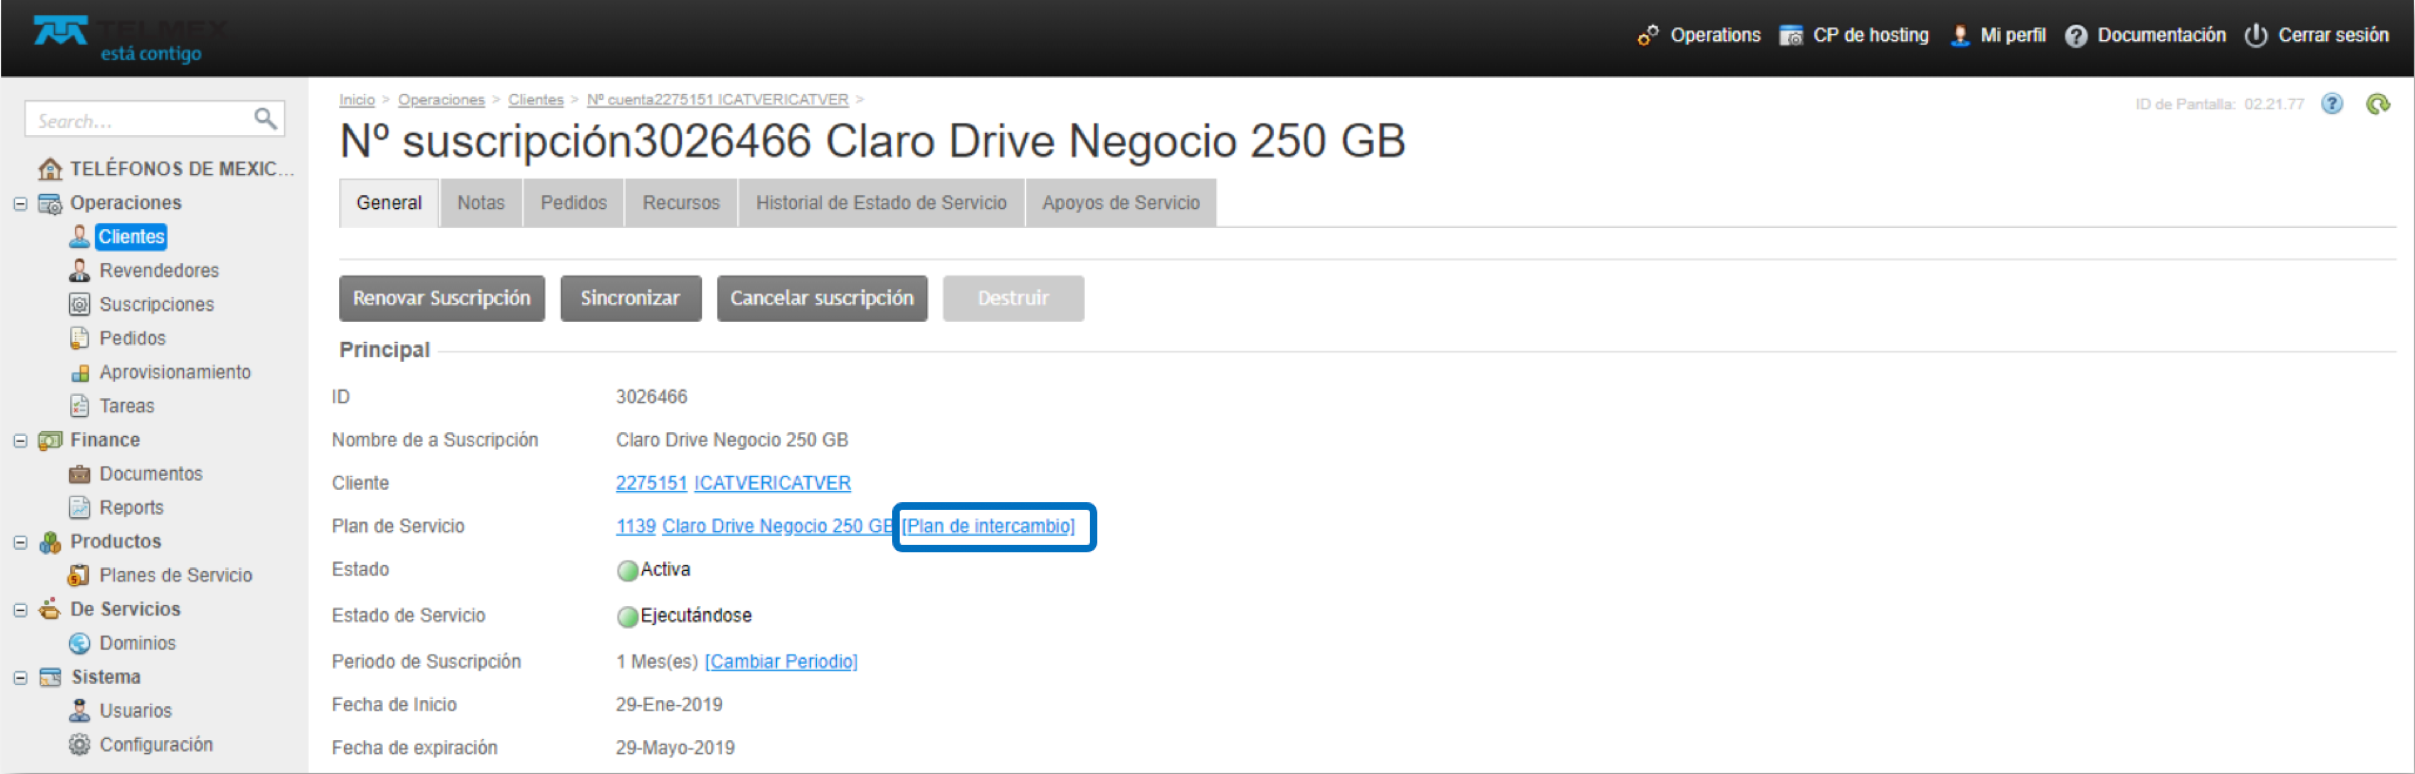 TELMEX
está contigo
Operations CP de hosting Mi perfil Documentación Cerrar sesión
Search...
TELÉFONOS DE MEXIC...
Operaciones
Clientes
Revendedores
Suscripciones
Pedidos
Aprovisionamiento
Tareas
Finance
Documentos
Reports
Productos
Planes de Servicio
De Servicios
Dominios
Sistema
Usuarios
Configuración
Inicio > Operaciones > Clientes > Nº cuenta2275151 ICATVERICATVER >
ID de Pantalla: 02.21.77
Nº suscripción3026466 Claro Drive Negocio 250 GB
General Notas Pedidos Recursos Historial de Estado de Servicio Apoyos de Servicio
Renovar Suscripción Sincronizar Cancelar suscripción Destruir
Principal
ID 3026466
Nombre de a Suscripción Claro Drive Negocio 250 GB
Cliente 2275151 ICATVERICATVER
Plan de Servicio 1139 Claro Drive Negocio 250 GB [Plan de intercambio]
Estado Activa
Estado de Servicio Ejecutándose
Periodo de Suscripción 1 Mes(es) [Cambiar Periodio]
Fecha de Inicio 29-Ene-2019
Fecha de expiración 29-Mayo-2019